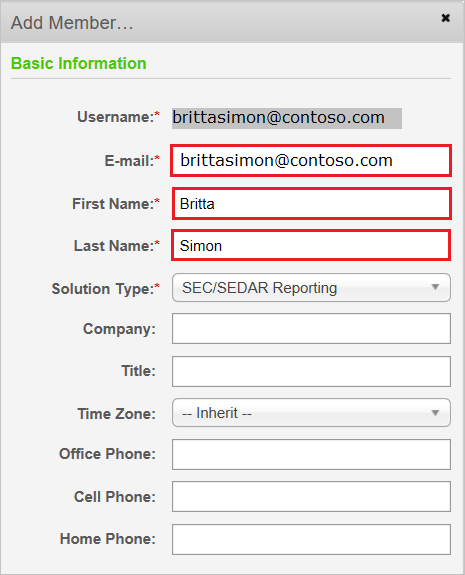 Add Member…
Basic Information
Username:* brittasimon@contoso.com
E-mail:* brittasimon@contoso.com
First Name:* Britta
Last Name:* Simon
Solution Type:* SEC/SEDAR Reporting
Company:
Title:
Time Zone: -- Inherit --
Office Phone:
Cell Phone:
Home Phone: